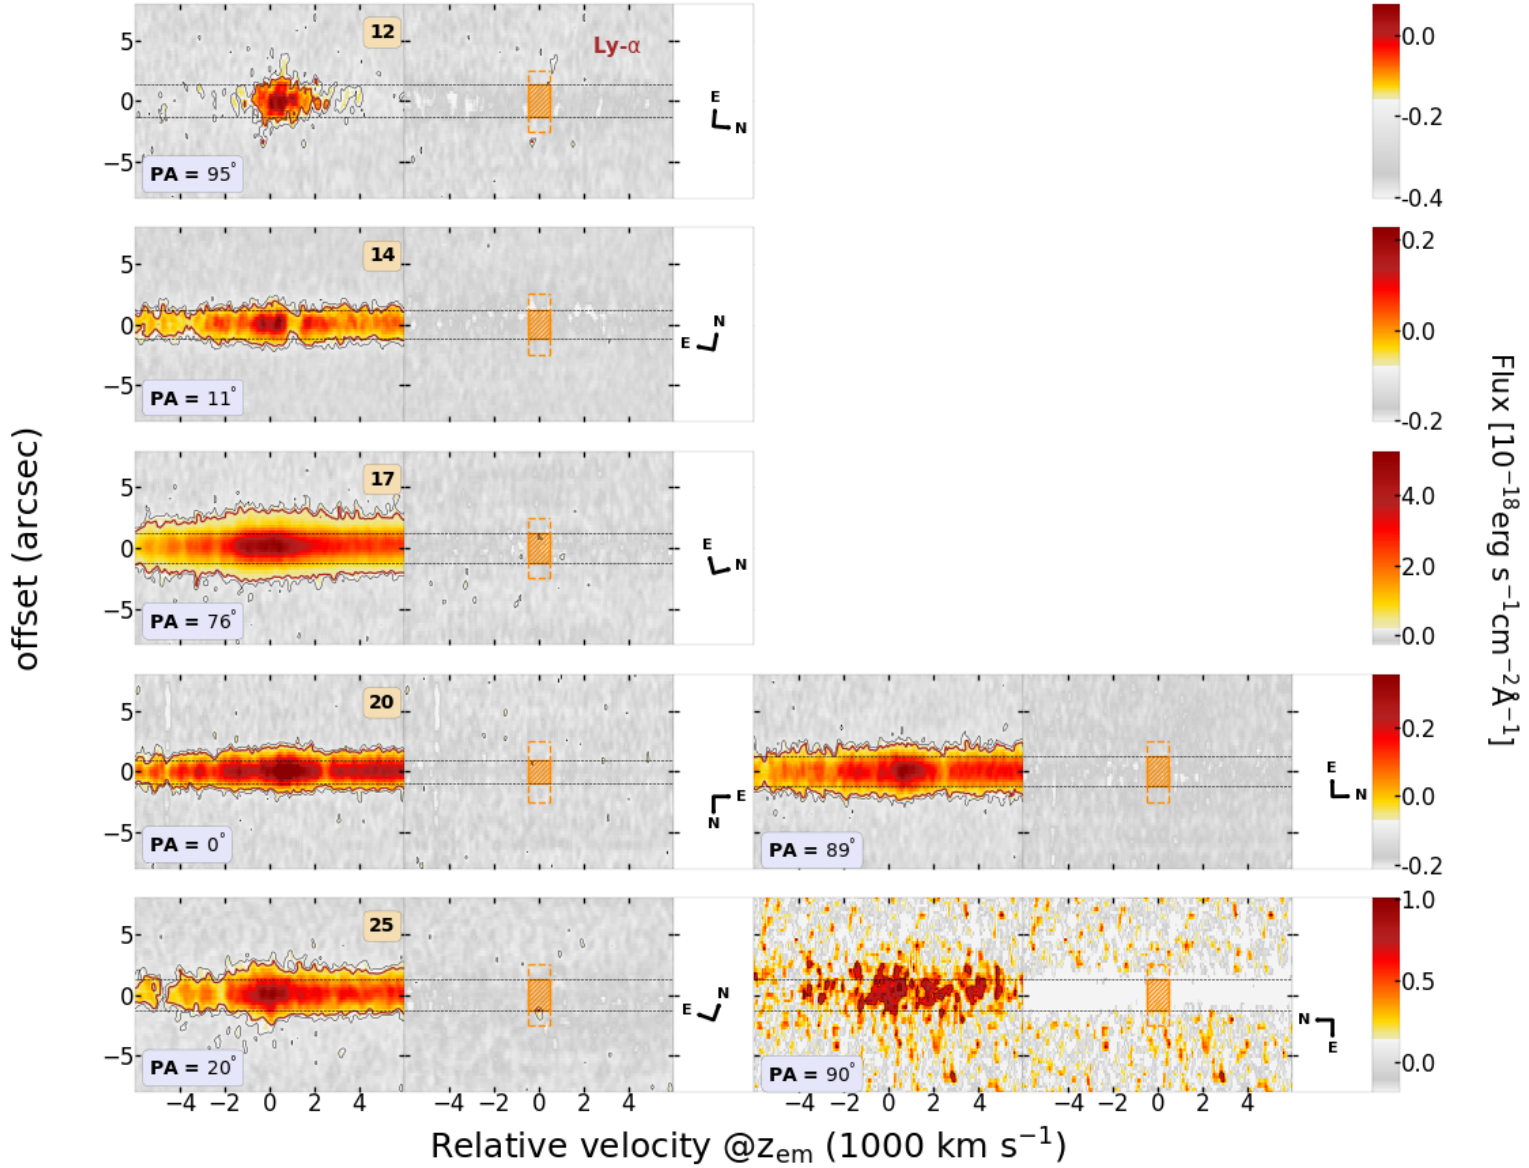 5
0
−5
12
Ly-α
PA = 95°
E
N
0.0
-0.2
-0.4
5
0
−5
14
PA = 11°
N
E
0.2
0.0
-0.2
5
0
−5
17
PA = 76°
E
N
4.0
3.0
2.0
1.0
0.0
5
0
−5
20
PA = 0°
E
N
PA = 89°
E
N
0.2
0.0
-0.2
5
0
−5
25
PA = 20°
N
E
PA = 90°
N
E
1.0
0.5
0.0
−4 −2 0 2 4 −4 −2 0 2 4 −4 −2 0 2 4 −4 −2 0 2 4
offset (arcsec)
Relative velocity @z_em (1000 km s⁻¹)
Flux [10⁻¹⁸erg s⁻¹cm⁻²Å⁻¹]